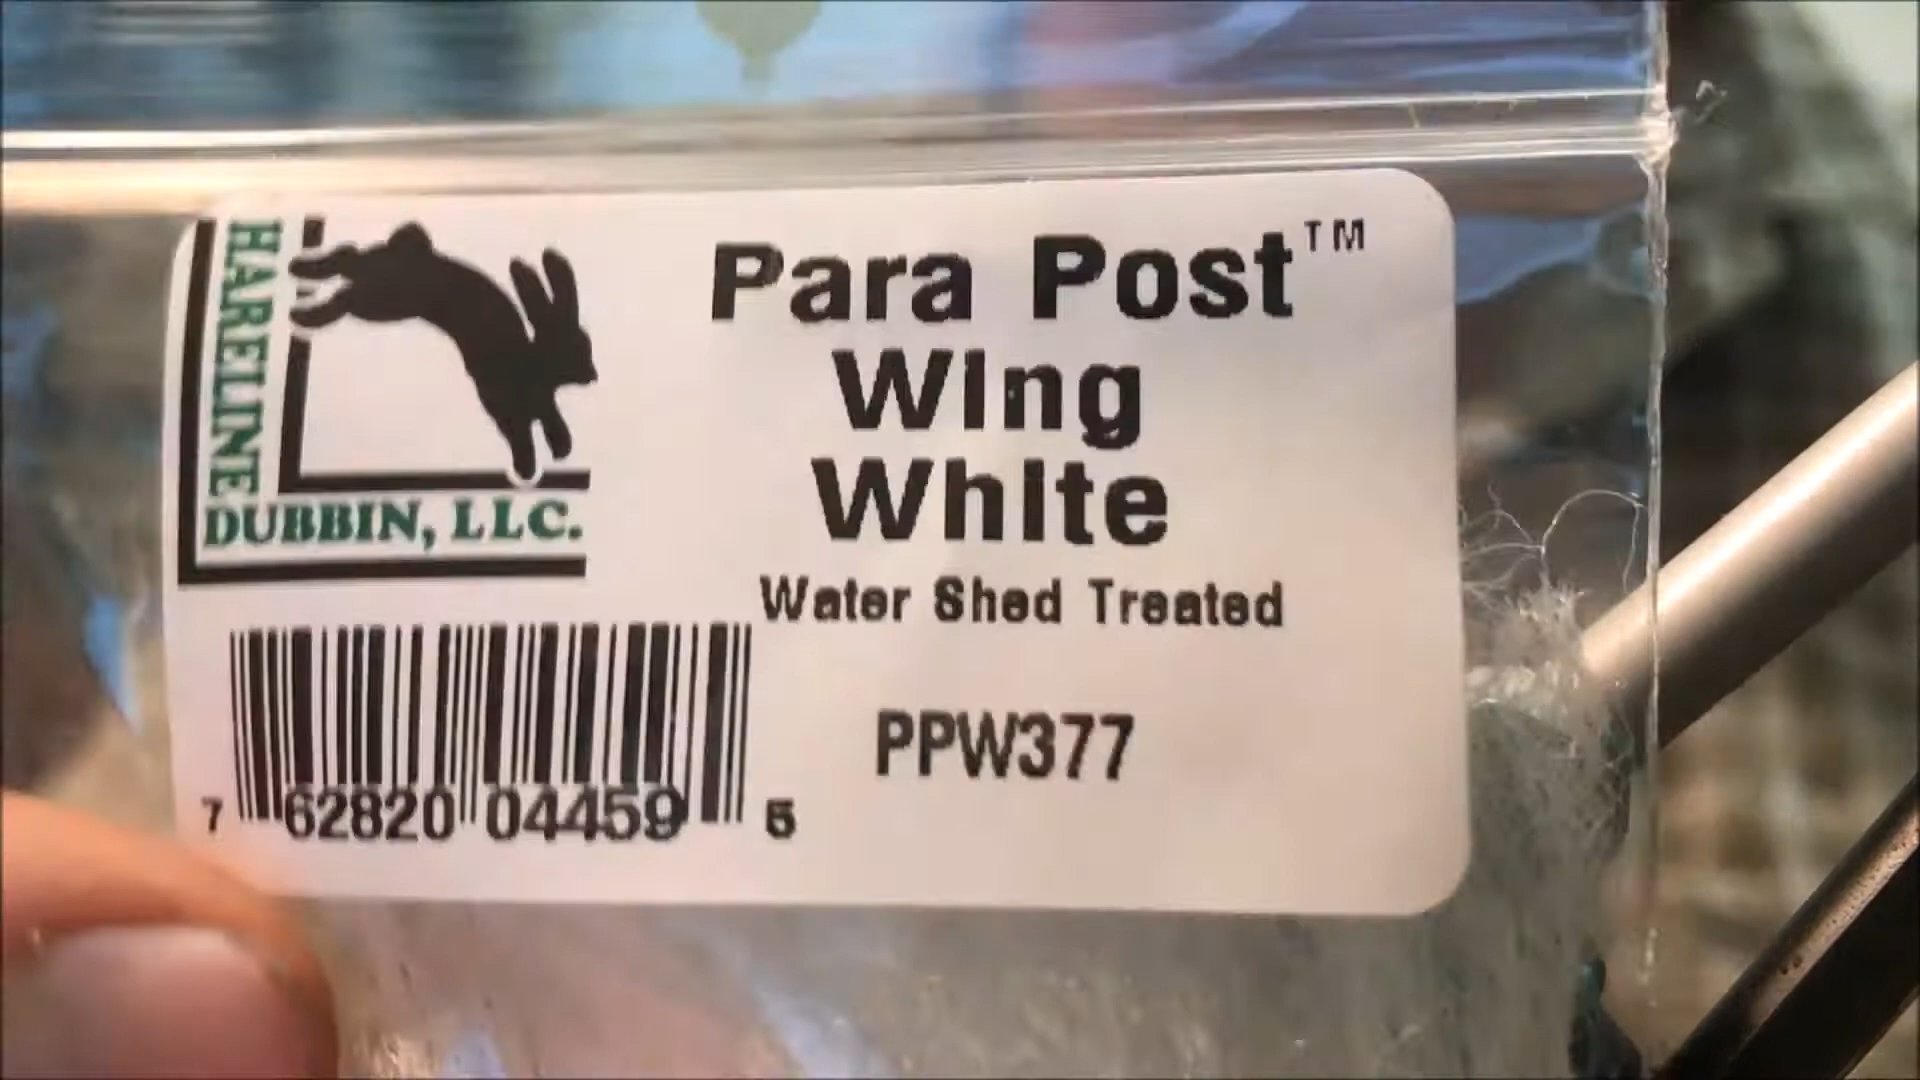 HARELINE
DUBBIN, LLC.
Para Post™
Wing
White
Water Shed Treated
PPW377
7 62820 04459 5